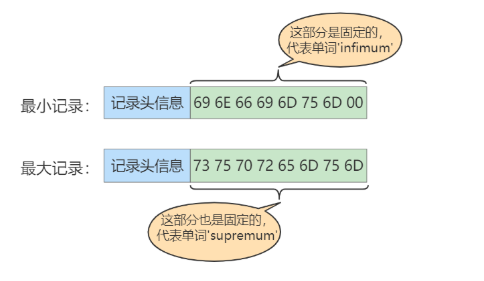 这部分是固定的，
代表单词'infimum'
最小记录： 记录头信息 69 6E 66 69 6D 75 6D 00
最大记录： 记录头信息 73 75 70 72 65 6D 75 6D
这部分也是固定的，
代表单词'supremum'